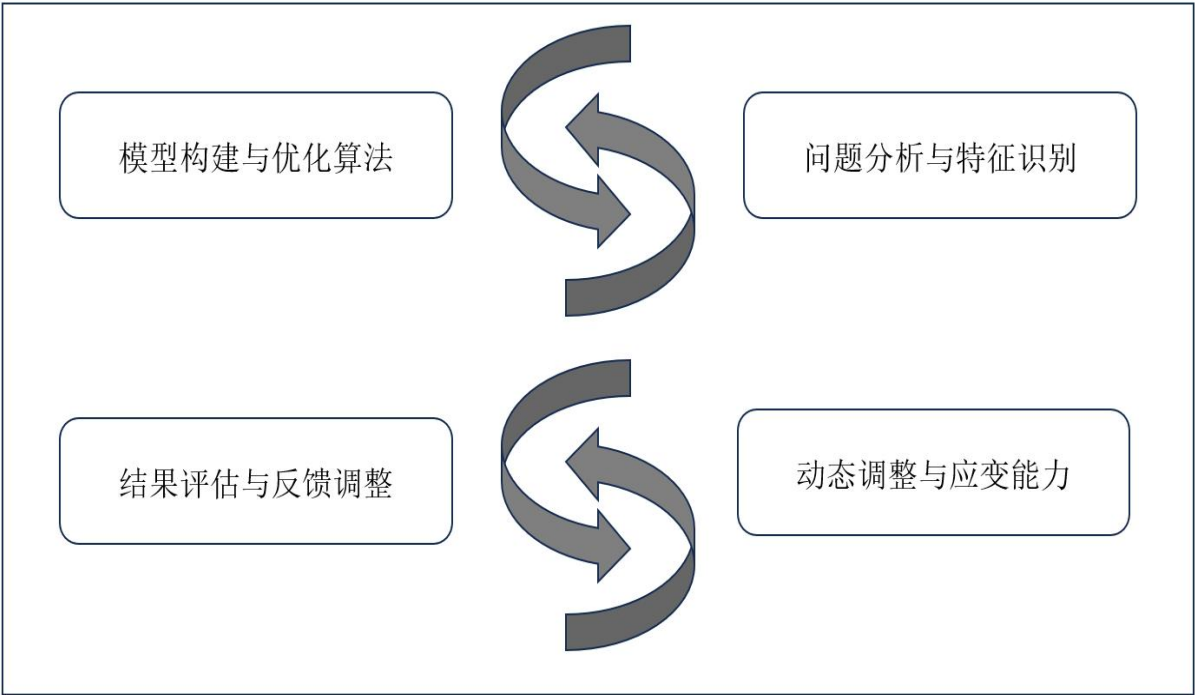 模型构建与优化算法
问题分析与特征识别
结果评估与反馈调整
动态调整与应变能力